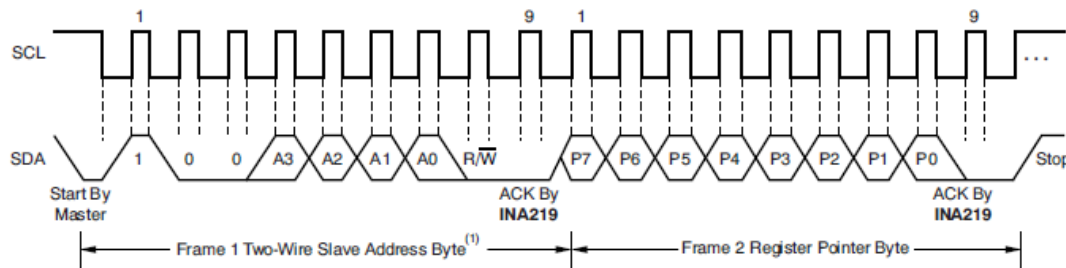 1 9 1 9
SCL ...
SDA 1 0 0 A3 A2 A1 A0 R/W̅ P7 P6 P5 P4 P3 P2 P1 P0 Stop
Start By ACK By ACK By
Master INA219 INA219
Frame 1 Two-Wire Slave Address Byte(1) Frame 2 Register Pointer Byte